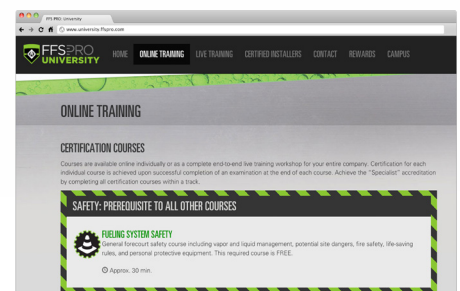 FFS PRO: University
www.university.ffspro.com
FFSPRO UNIVERSITY
HOME ONLINE TRAINING LIVE TRAINING CERTIFIED INSTALLERS CONTACT REWARDS CAMPUS
ONLINE TRAINING
CERTIFICATION COURSES
Courses are available online individually or as a complete end-to-end live training workshop for your entire company. Certification for each
individual course is achieved upon successful completion of an examination at the end of each course. Achieve the "Specialist" accreditation
by completing all certification courses within a track.
SAFETY: PREREQUISITE TO ALL OTHER COURSES
FUELING SYSTEM SAFETY
General forecourt safety course including vapor and liquid management, potential site dangers, fire safety, life-saving
rules, and personal protective equipment. This required course is FREE.
Approx. 30 min.